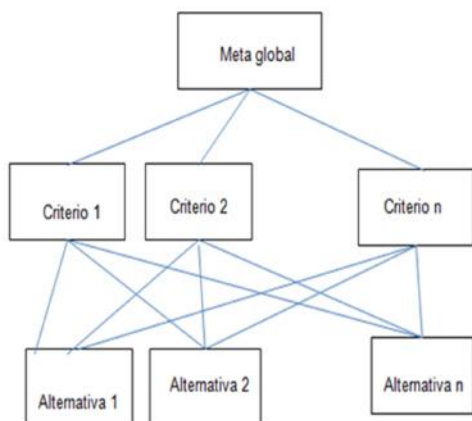 Meta global
Criterio 1
Criterio 2
Criterio n
Alternativa 1
Alternativa 2
Alternativa n